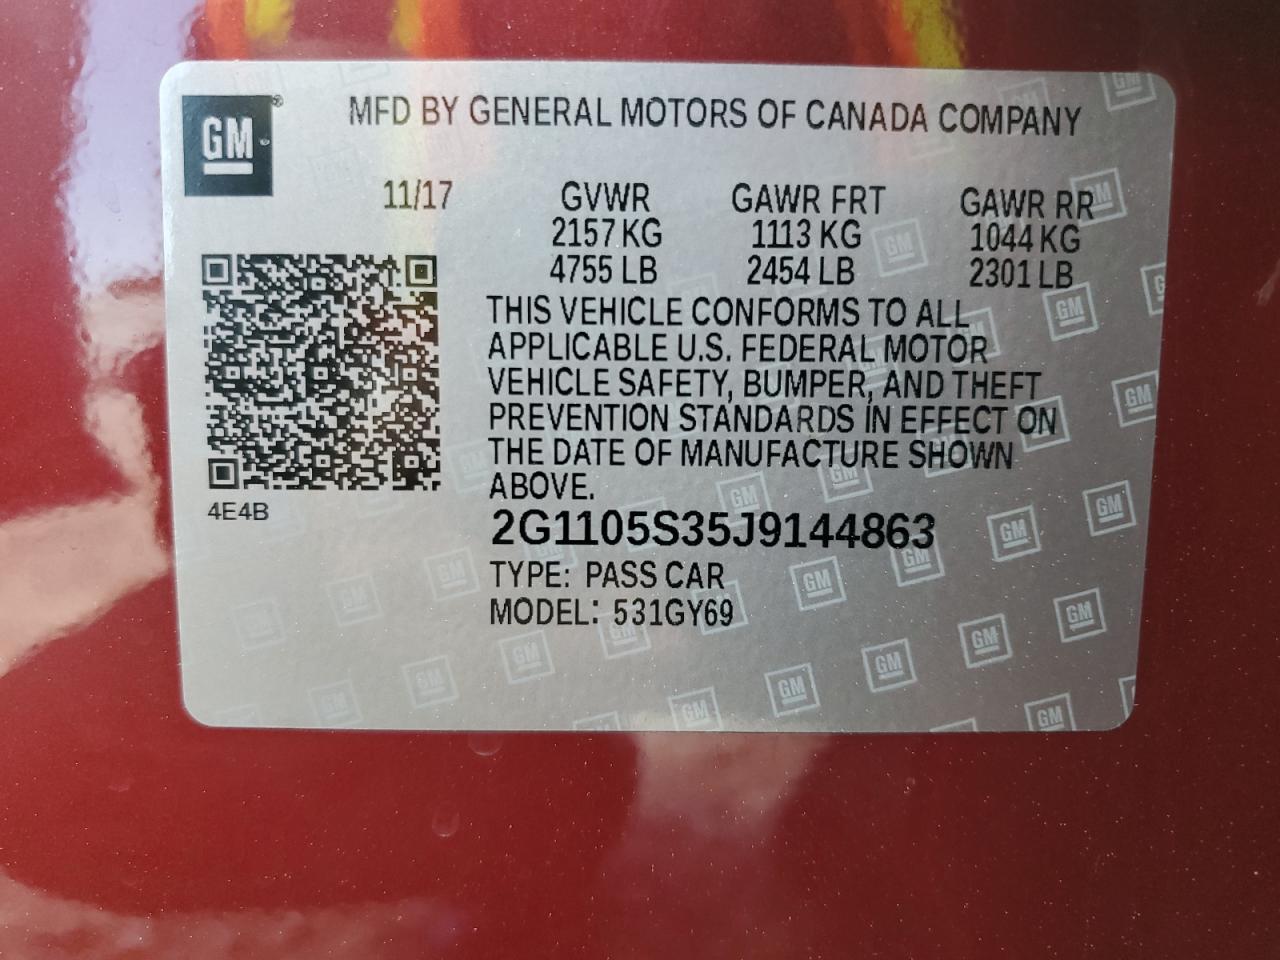 GM
MFD BY GENERAL MOTORS OF CANADA COMPANY
11/17 GVWR GAWR FRT GAWR RR
2157 KG 1113 KG 1044 KG
4755 LB 2454 LB 2301 LB
THIS VEHICLE CONFORMS TO ALL
APPLICABLE U.S. FEDERAL MOTOR
VEHICLE SAFETY, BUMPER, AND THEFT
PREVENTION STANDARDS IN EFFECT ON
THE DATE OF MANUFACTURE SHOWN
ABOVE.
4E4B
2G1105S35J9144863
TYPE: PASS CAR
MODEL: 531GY69